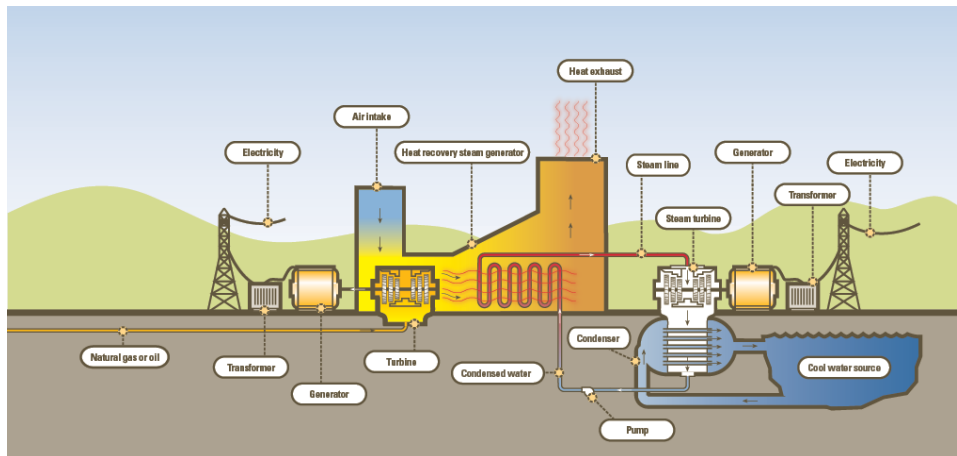 Heat exhaust
Air intake
Electricity
Heat recovery steam generator
Steam line
Generator
Electricity
Transformer
Steam turbine
Natural gas or oil
Transformer
Generator
Turbine
Condensed water
Condenser
Cool water source
Pump